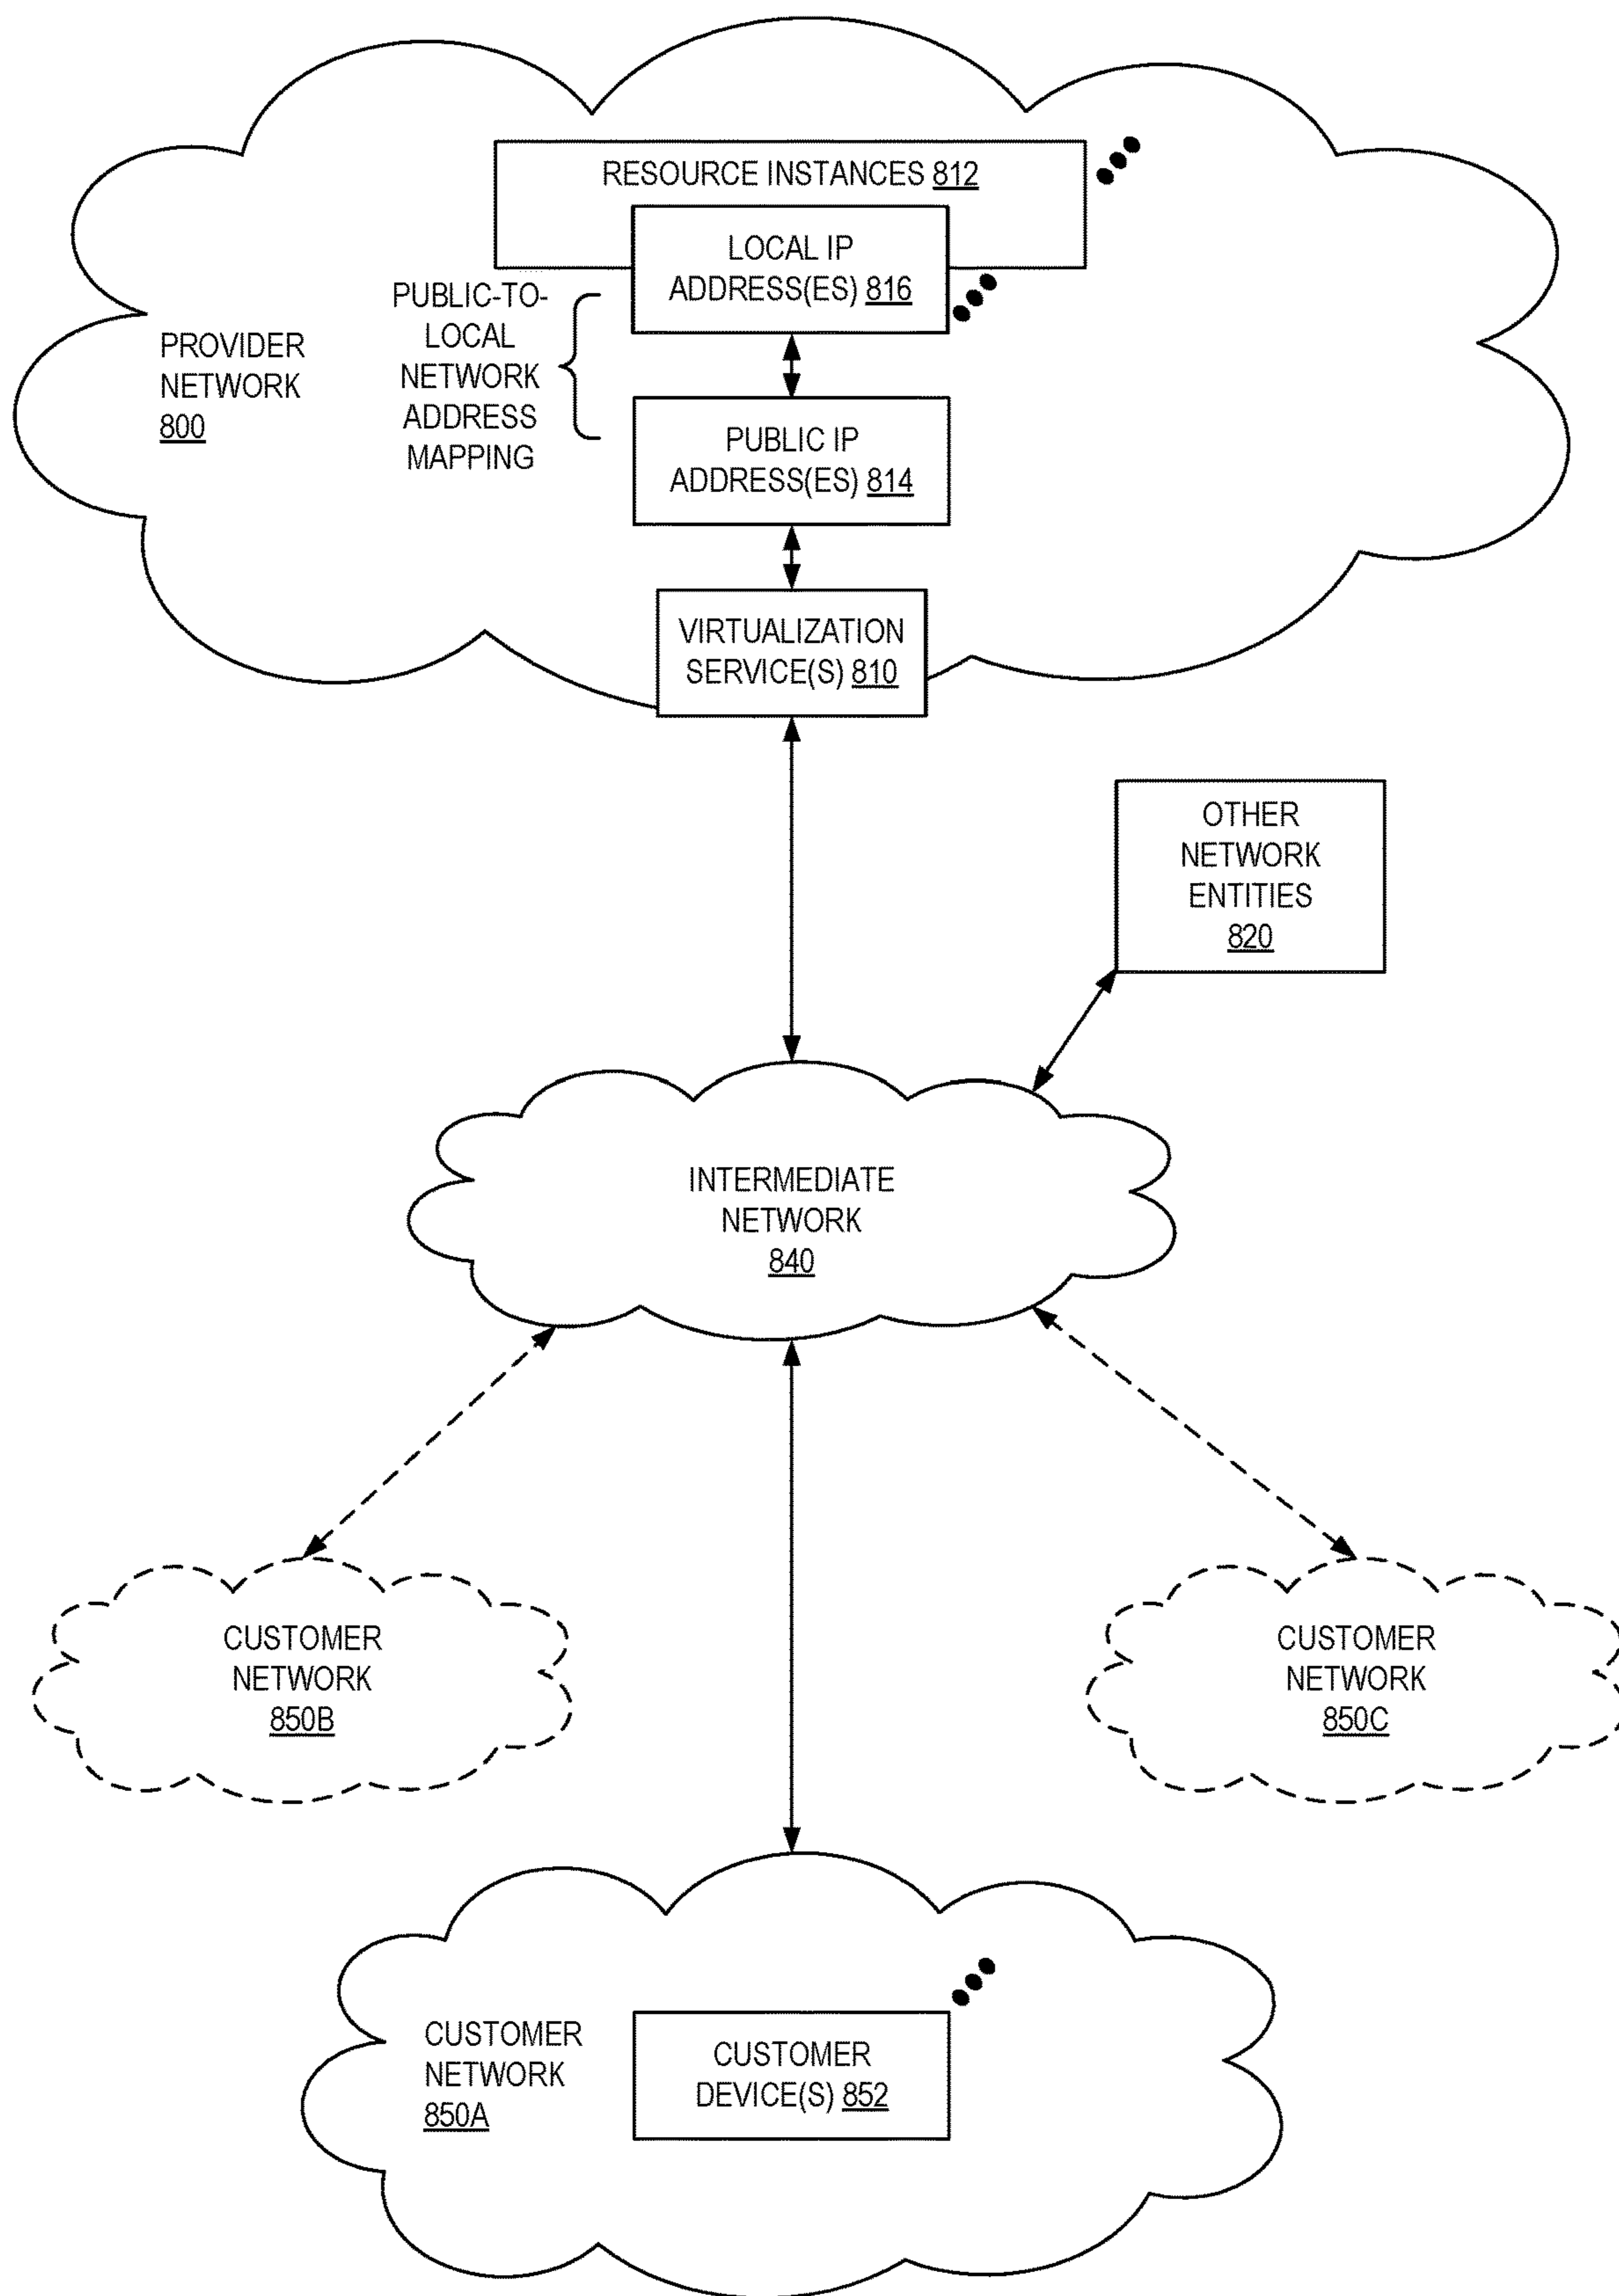 RESOURCE INSTANCES 812
LOCAL IP
ADDRESS(ES) 816
PUBLIC-TO-
LOCAL
NETWORK
ADDRESS
MAPPING
PROVIDER
NETWORK
800
PUBLIC IP
ADDRESS(ES) 814
VIRTUALIZATION
SERVICE(S) 810
OTHER
NETWORK
ENTITIES
820
INTERMEDIATE
NETWORK
840
CUSTOMER
NETWORK
850B
CUSTOMER
NETWORK
850C
CUSTOMER
NETWORK
850A
CUSTOMER
DEVICE(S) 852